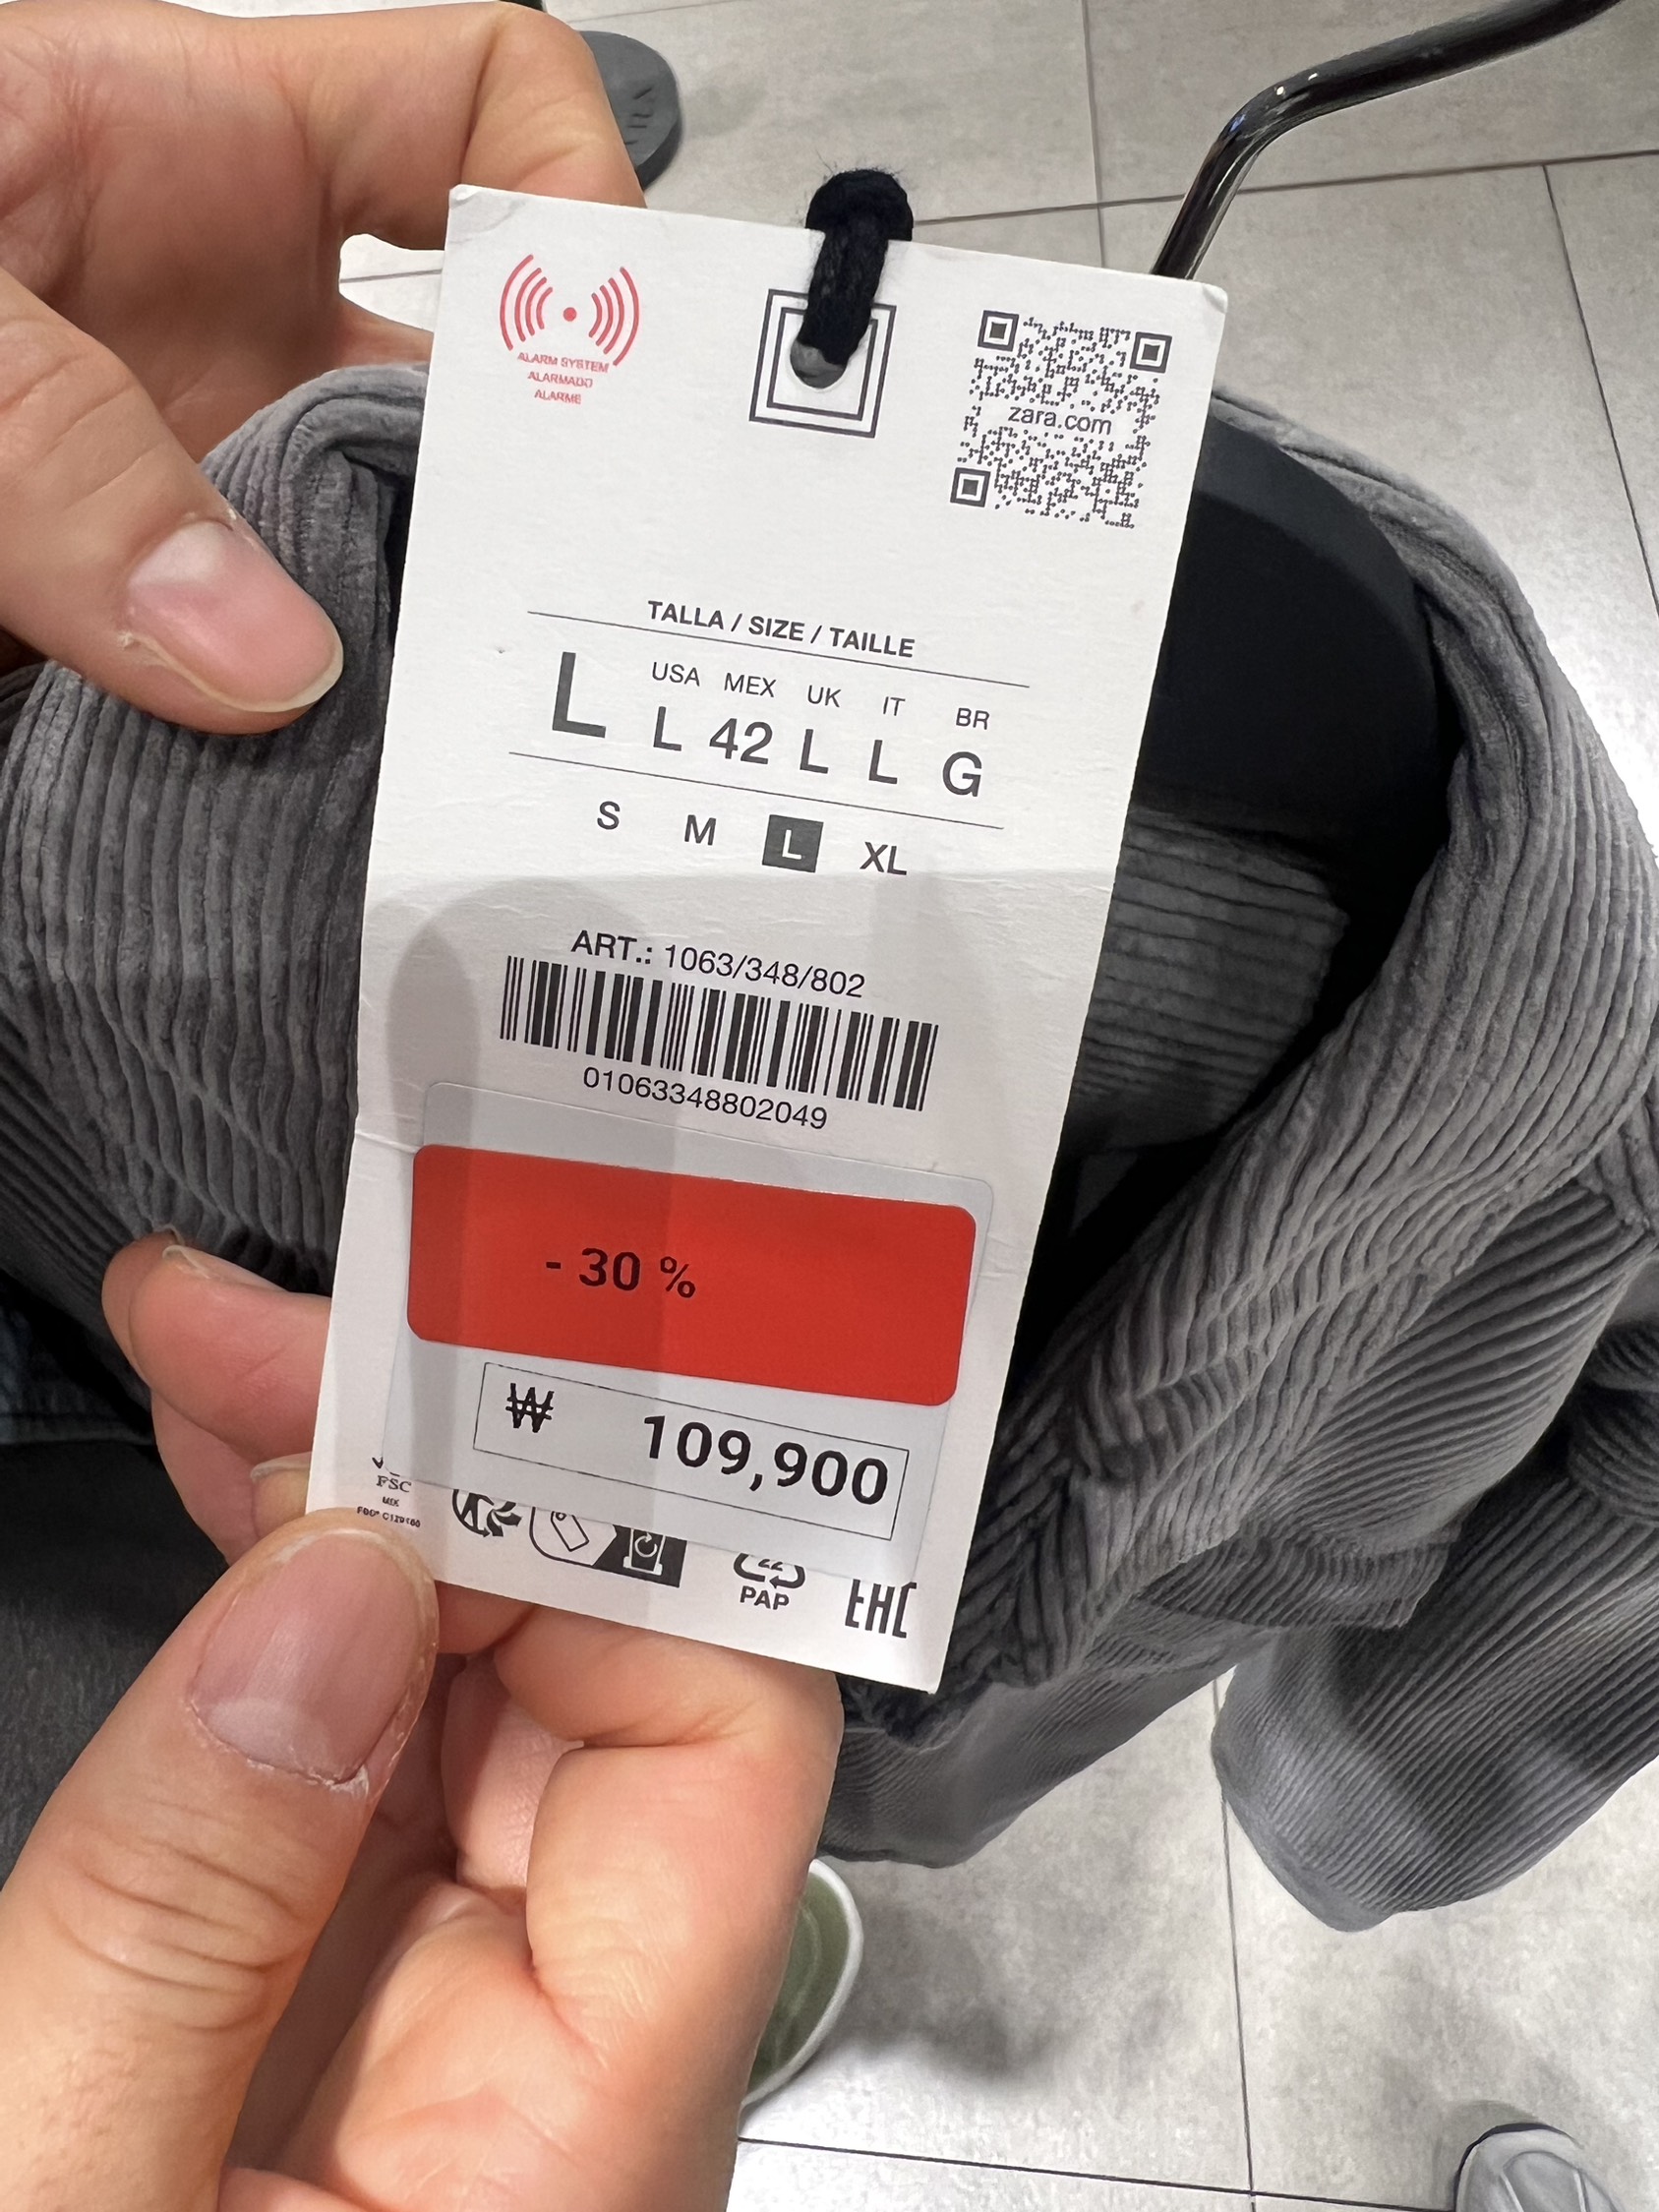 ALARM SYSTEM
ALARMADO
ALARME
zara.com
TALLA / SIZE / TAILLE
USA MEX UK IT BR
L L 42 L L G
S M L XL
ART.: 1063/348/802
01063348802049
- 30 %
₩ 109,900
FSC
MIX
22
PAP
EAC